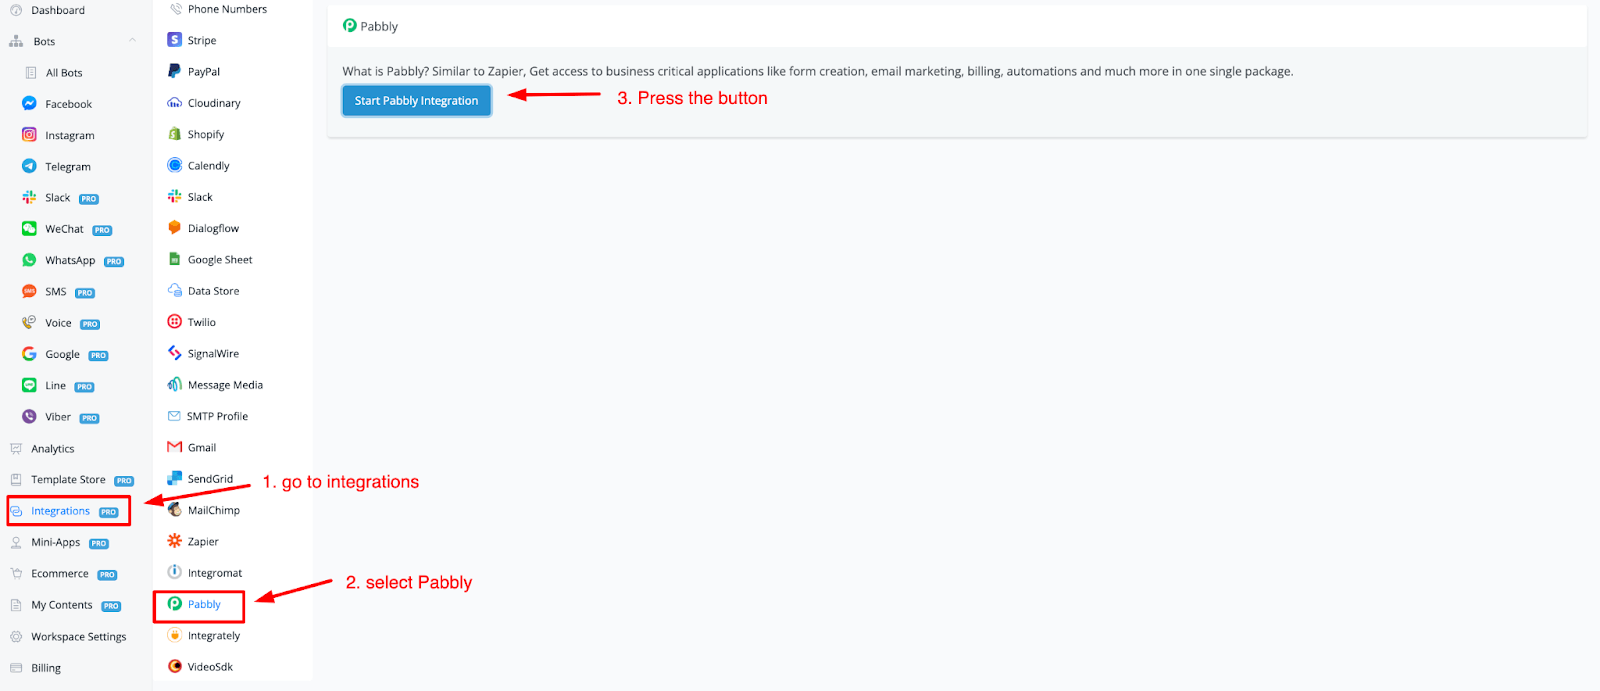 Dashboard
Bots
All Bots
Facebook
Instagram
Telegram
Slack PRO
WeChat PRO
WhatsApp PRO
SMS PRO
Voice PRO
Google PRO
Line PRO
Viber PRO
Analytics
Template Store PRO
Integrations PRO
Mini-Apps PRO
Ecommerce PRO
My Contents PRO
Workspace Settings
Billing
Phone Numbers
Stripe
PayPal
Cloudinary
Shopify
Calendly
Slack
Dialogflow
Google Sheet
Data Store
Twilio
SignalWire
Message Media
SMTP Profile
Gmail
SendGrid
MailChimp
Zapier
Integromat
Pabbly
Integrately
VideoSdk
Pabbly
What is Pabbly? Similar to Zapier, Get access to business critical applications like form creation, email marketing, billing, automations and much more in one single package.
Start Pabbly Integration
3. Press the button
1. go to integrations
2. select Pabbly